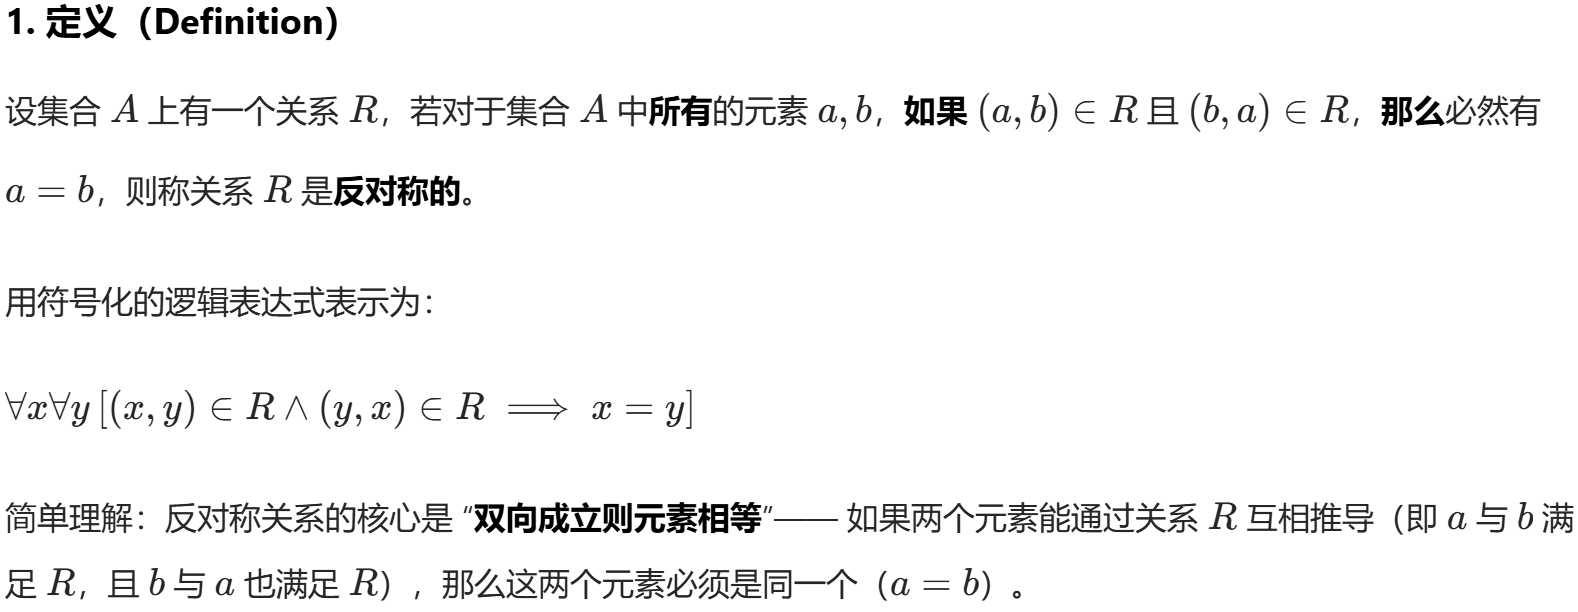 1. 定义（Definition）
设集合 A 上有一个关系 R，若对于集合 A 中所有的元素 a, b，如果 (a, b) ∈ R 且 (b, a) ∈ R，那么必然有
a = b，则称关系 R 是反对称的。
用符号化的逻辑表达式表示为：
∀x∀y [(x, y) ∈ R ∧ (y, x) ∈ R ⟹ x = y]
简单理解：反对称关系的核心是 “双向成立则元素相等”—— 如果两个元素能通过关系 R 互相推导（即 a 与 b 满
足 R，且 b 与 a 也满足 R），那么这两个元素必须是同一个（a = b）。